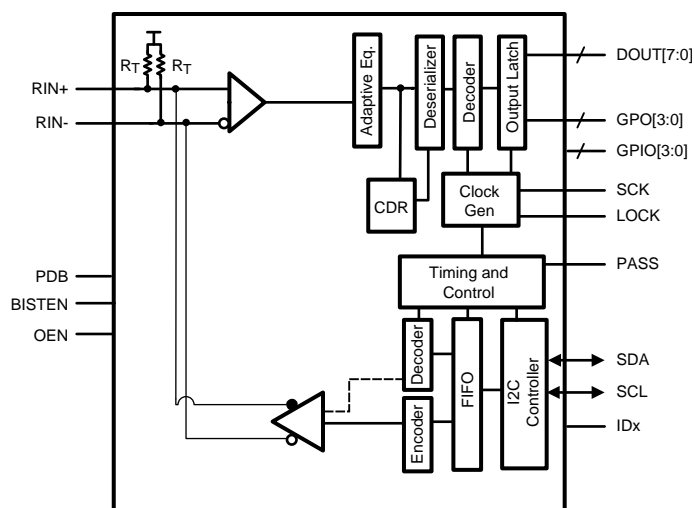 RT RT
RIN+
RIN-
Adaptive Eq.
Deserializer
Decoder
Output Latch
DOUT[7:0]
GPO[3:0]
GPIO[3:0]
CDR
Clock
Gen
SCK
LOCK
PDB
BISTEN
OEN
Timing and
Control
PASS
Decoder
Encoder
FIFO
I2C
Controller
SDA
SCL
IDx